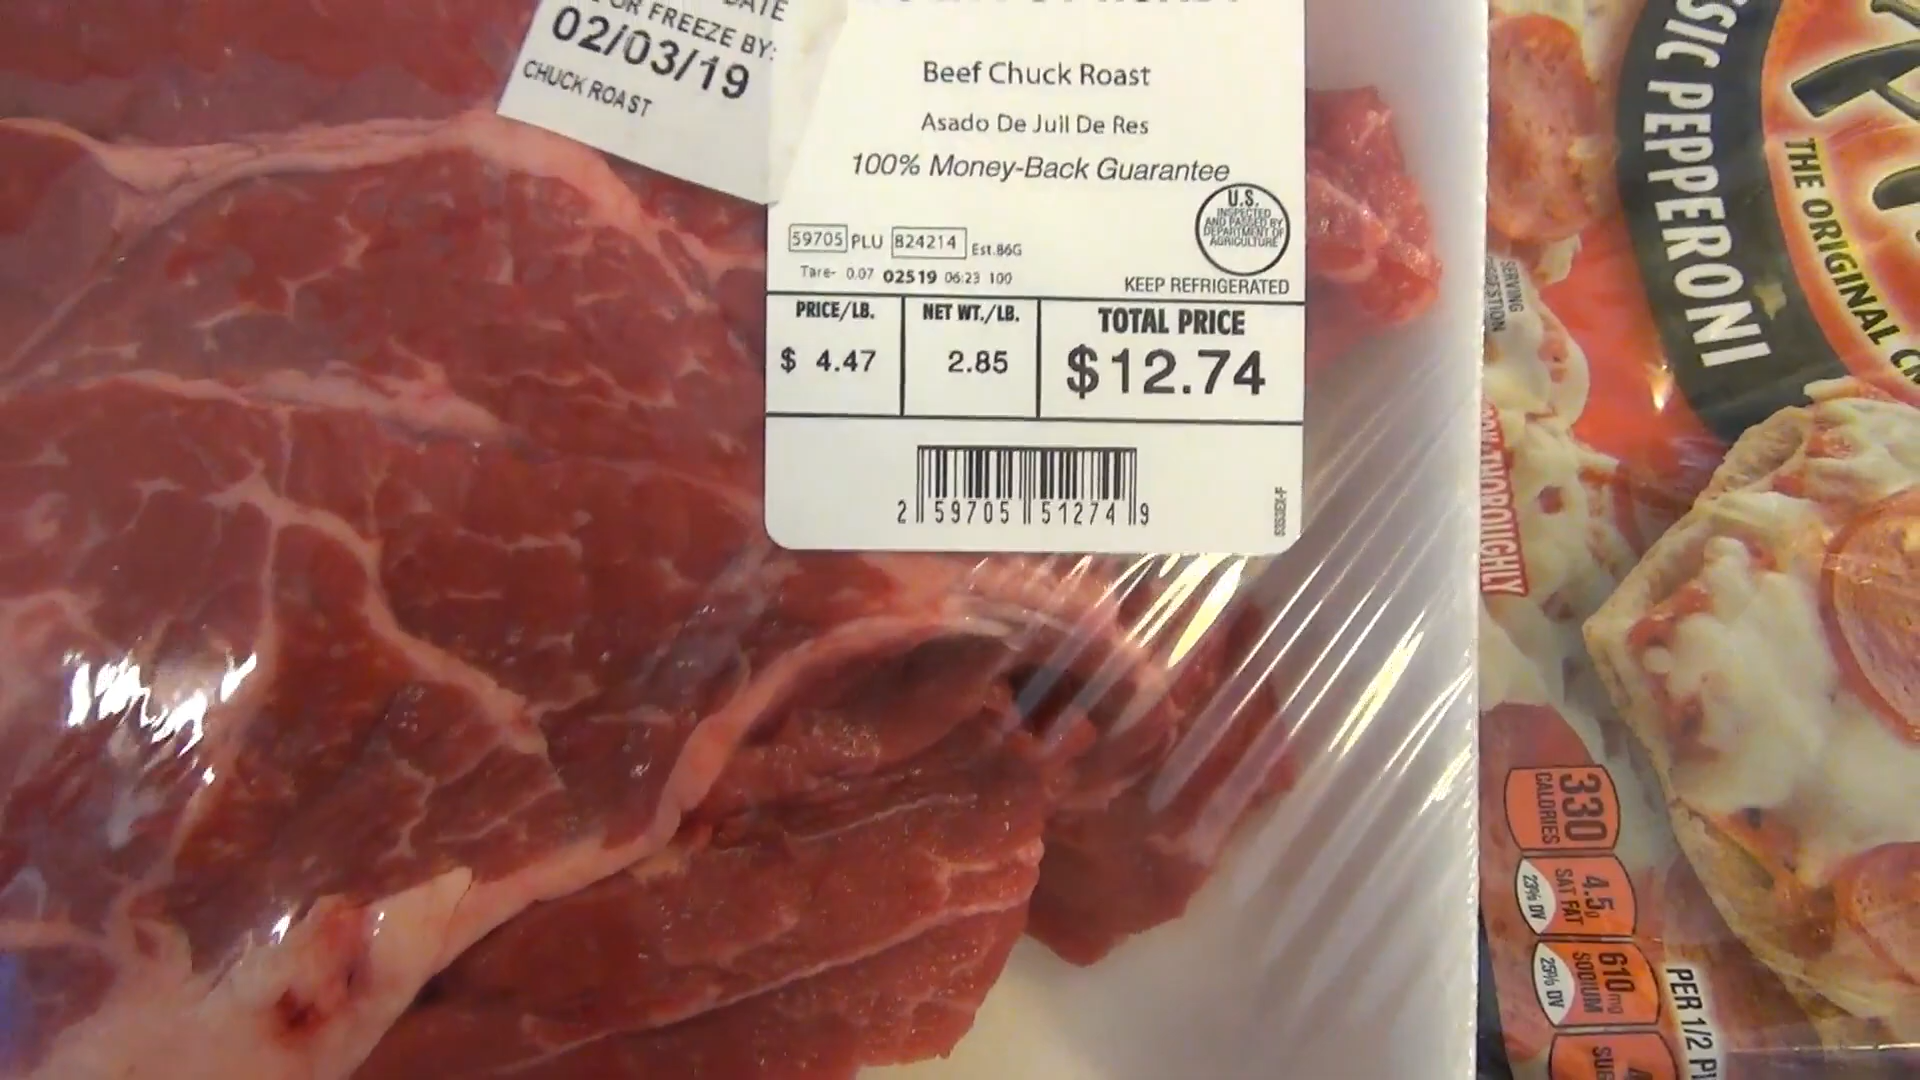 OR FREEZE BY:
02/03/19
CHUCK ROAST
Beef Chuck Roast
Asado De Juil De Res
100% Money-Back Guarantee
U.S.
INSPECTED
AND PASSED BY
DEPARTMENT OF
AGRICULTURE
59705 PLU 824214 Est.86G
Tare- 0.07 02519 06:23 100
KEEP REFRIGERATED
PRICE/LB. NET WT./LB. TOTAL PRICE
$ 4.47 2.85 $12.74
2 59705 51274 9
PEPPERONI
THE ORIGINAL
SERVING
SUGGESTION
THOROUGHLY
330
CALORIES
4.5g
SAT FAT
23% DV
610mg
SODIUM
25% DV
PER 1/2